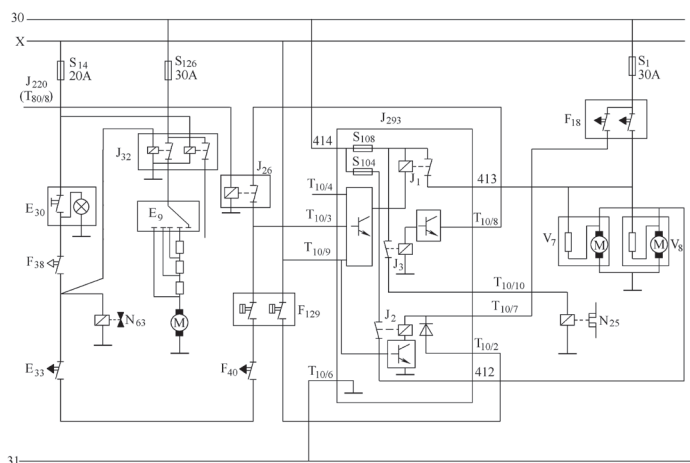 30
X
S14
20A
S126
30A
S1
30A
J220
(T80/8)
J293
F18
414
S108
J32
S104
J26
J1
413
T10/4
E30
E9
T10/3
T10/8
V7
M
M
V8
T10/9
F38
J3
T10/10
T10/7
N63
M
F129
J2
N25
T10/2
E33
F40
T10/6
412
31